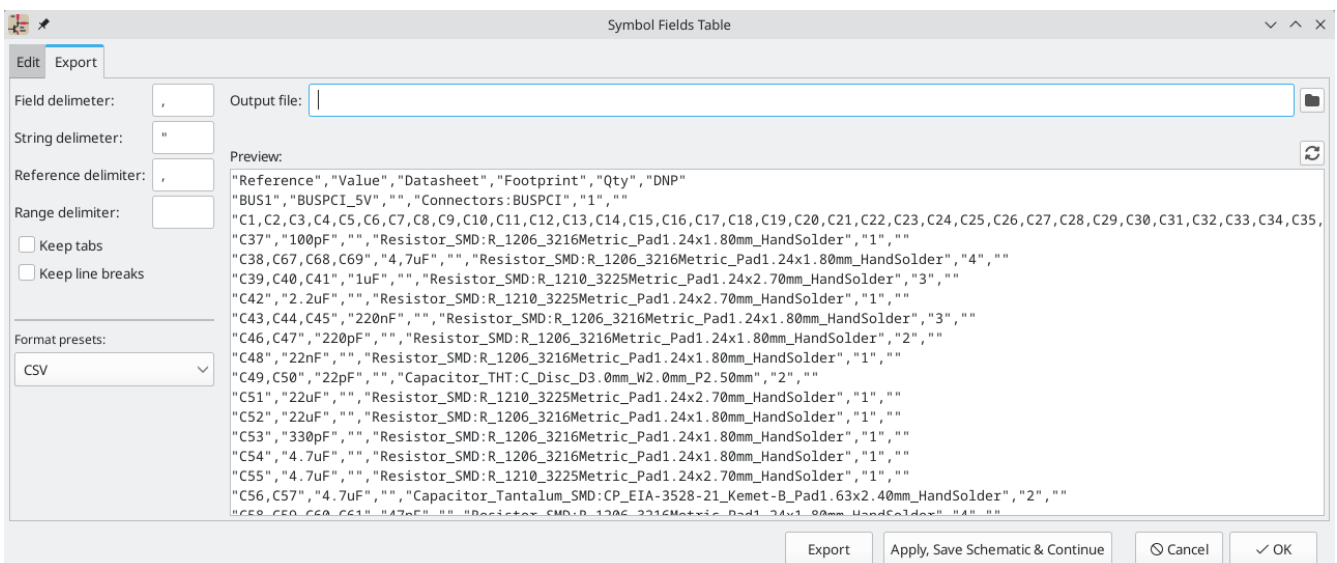 Symbol Fields Table
Edit Export
Field delimeter: ,
String delimeter: "
Reference delimiter: ,
Range delimiter:
Keep tabs
Keep line breaks
Format presets:
CSV
Output file:
Preview:
"Reference","Value","Datasheet","Footprint","Qty","DNP"
"BUS1","BUSPCI_5V","","Connectors:BUSPCI","1",""
"C1,C2,C3,C4,C5,C6,C7,C8,C9,C10,C11,C12,C13,C14,C15,C16,C17,C18,C19,C20,C21,C22,C23,C24,C25,C26,C27,C28,C29,C30,C31,C32,C33,C34,C35,
"C37","100pF","","Resistor_SMD:R_1206_3216Metric_Pad1.24x1.80mm_HandSolder","1",""
"C38,C67,C68,C69","4,7uF","","Resistor_SMD:R_1206_3216Metric_Pad1.24x1.80mm_HandSolder","4",""
"C39,C40,C41","1uF","","Resistor_SMD:R_1210_3225Metric_Pad1.24x2.70mm_HandSolder","3",""
"C42","2.2uF","","Resistor_SMD:R_1210_3225Metric_Pad1.24x2.70mm_HandSolder","1",""
"C43,C44,C45","220nF","","Resistor_SMD:R_1206_3216Metric_Pad1.24x1.80mm_HandSolder","3",""
"C46,C47","220pF","","Resistor_SMD:R_1206_3216Metric_Pad1.24x1.80mm_HandSolder","2",""
"C48","22nF","","Resistor_SMD:R_1206_3216Metric_Pad1.24x1.80mm_HandSolder","1",""
"C49,C50","22pF","","Capacitor_THT:C_Disc_D3.0mm_W2.0mm_P2.50mm","2",""
"C51","22uF","","Resistor_SMD:R_1210_3225Metric_Pad1.24x2.70mm_HandSolder","1",""
"C52","22uF","","Resistor_SMD:R_1206_3216Metric_Pad1.24x1.80mm_HandSolder","1",""
"C53","330pF","","Resistor_SMD:R_1206_3216Metric_Pad1.24x1.80mm_HandSolder","1",""
"C54","4.7uF","","Resistor_SMD:R_1206_3216Metric_Pad1.24x1.80mm_HandSolder","1",""
"C55","4.7uF","","Resistor_SMD:R_1210_3225Metric_Pad1.24x2.70mm_HandSolder","1",""
"C56,C57","4.7uF","","Capacitor_Tantalum_SMD:CP_EIA-3528-21_Kemet-B_Pad1.63x2.40mm_HandSolder","2",""
"C58,C59,C60,C61","47pF","","Resistor_SMD:R_1206_3216Metric_Pad1.24x1.80mm_HandSolder","4",""
Export Apply, Save Schematic & Continue Cancel OK